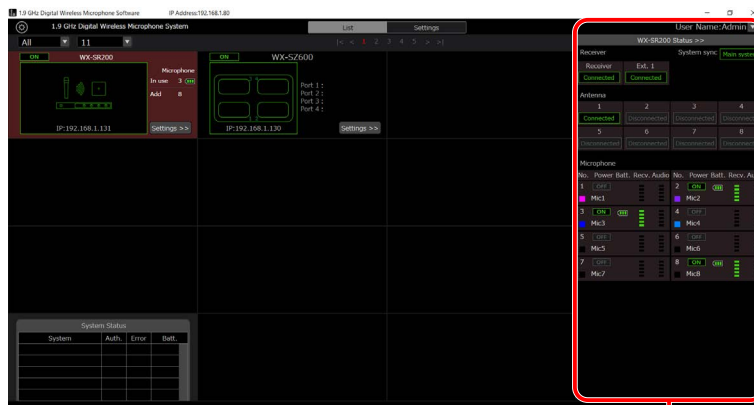 1.9 GHz Digital Wireless Microphone Software IP Address:192.168.1.80
1.9 GHz Digital Wireless Microphone System List Settings User Name:Admin
All 11 |< < 1 2 3 4 5 > >|
ON WX-SR200
Microphone
In use 3
Add 8
IP:192.168.1.131 Settings >>
ON WX-SZ600
Port 1 :
Port 2 :
Port 3 :
Port 4 :
IP:192.168.1.130 Settings >>
System Status
System Auth. Error Batt.
WX-SR200 Status >>
Receiver System sync Main system
Receiver Ext. 1
Connected Connected
Antenna
1 2 3 4
Connected Disconnected Disconnected Disconnected
5 6 7 8
Disconnected Disconnected Disconnected Disconnected
Microphone
No. Power Batt. Recv. Audio No. Power Batt. Recv. Au
1 OFF 2 ON
Mic1 Mic2
3 ON 4 OFF
Mic3 Mic4
5 OFF 6 OFF
Mic5 Mic6
7 OFF 8 ON
Mic7 Mic8